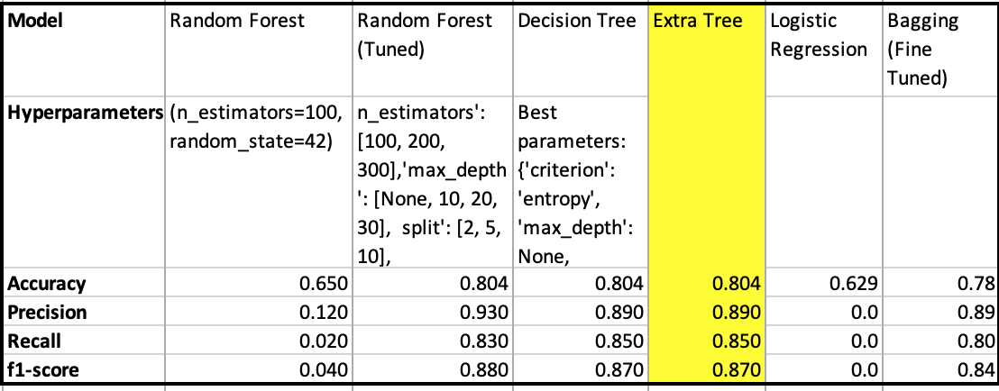 Model Random Forest Random Forest (Tuned) Decision Tree Extra Tree Logistic Regression Bagging (Fine Tuned)
Hyperparameters (n_estimators=100, random_state=42) n_estimators': [100, 200, 300],'max_depth': [None, 10, 20, 30], split': [2, 5, 10], Best parameters: {'criterion': 'entropy', 'max_depth': None,
Accuracy 0.650 0.804 0.804 0.804 0.629 0.78
Precision 0.120 0.930 0.890 0.890 0.0 0.89
Recall 0.020 0.830 0.850 0.850 0.0 0.80
f1-score 0.040 0.880 0.870 0.870 0.0 0.84